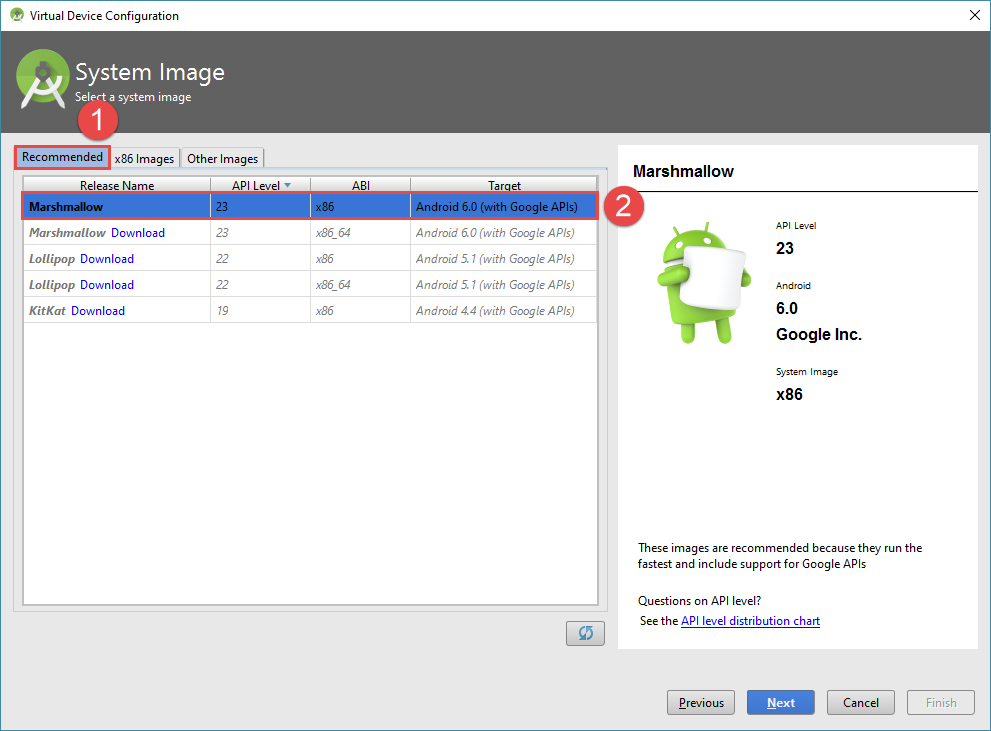 Virtual Device Configuration
System Image
Select a system image
1
Recommended x86 Images Other Images
Release Name API Level ABI Target
Marshmallow 23 x86 Android 6.0 (with Google APIs)
2
Marshmallow Download 23 x86_64 Android 6.0 (with Google APIs)
Lollipop Download 22 x86 Android 5.1 (with Google APIs)
Lollipop Download 22 x86_64 Android 5.1 (with Google APIs)
KitKat Download 19 x86 Android 4.4 (with Google APIs)
Marshmallow
API Level
23
Android
6.0
Google Inc.
System Image
x86
These images are recommended because they run the
fastest and include support for Google APIs
Questions on API level?
See the API level distribution chart
Previous Next Cancel Finish